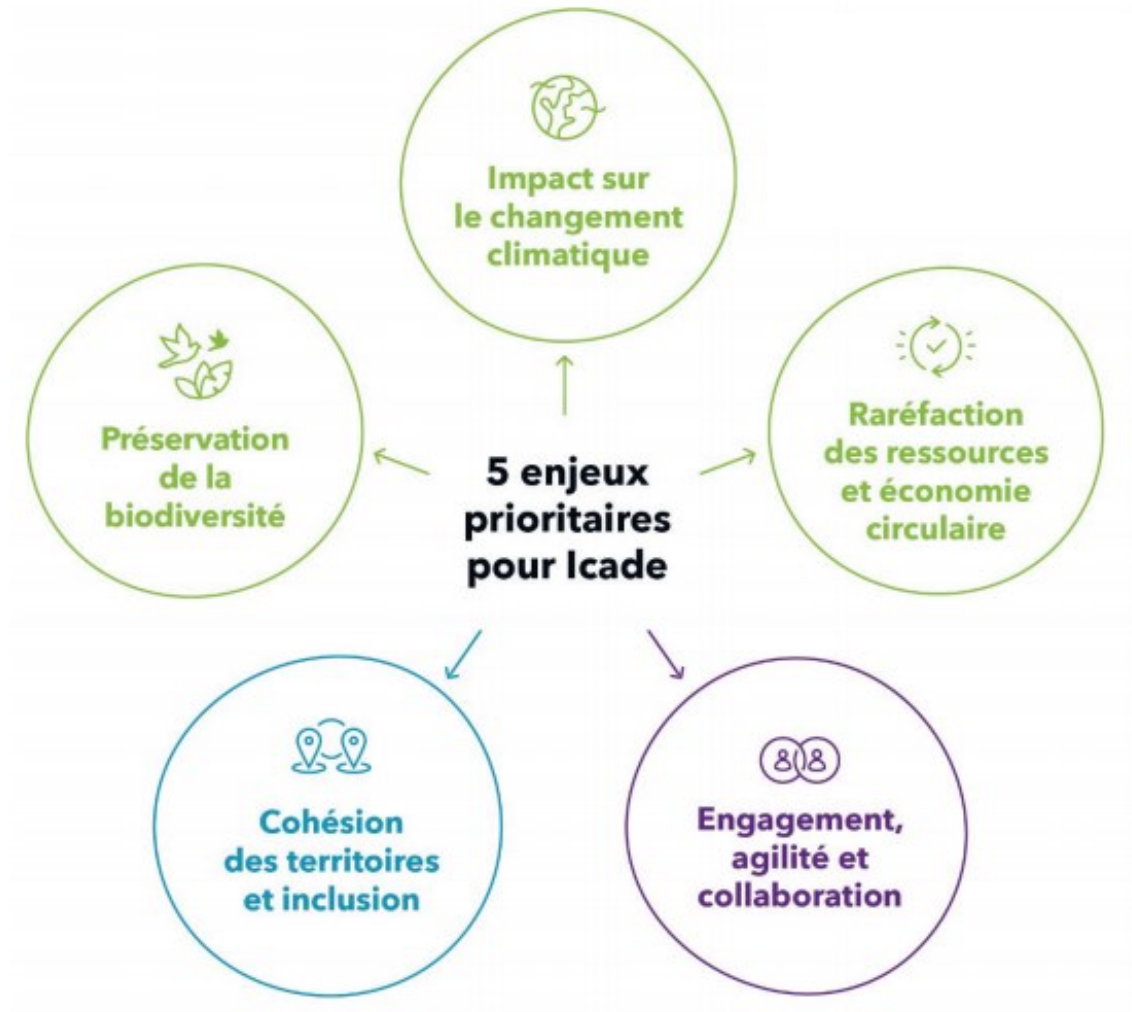 Impact sur
le changement
climatique
Préservation
de la
biodiversité
5 enjeux
prioritaires
pour Icade
Raréfaction
des ressources
et économie
circulaire
Cohésion
des territoires
et inclusion
Engagement,
agilité et
collaboration